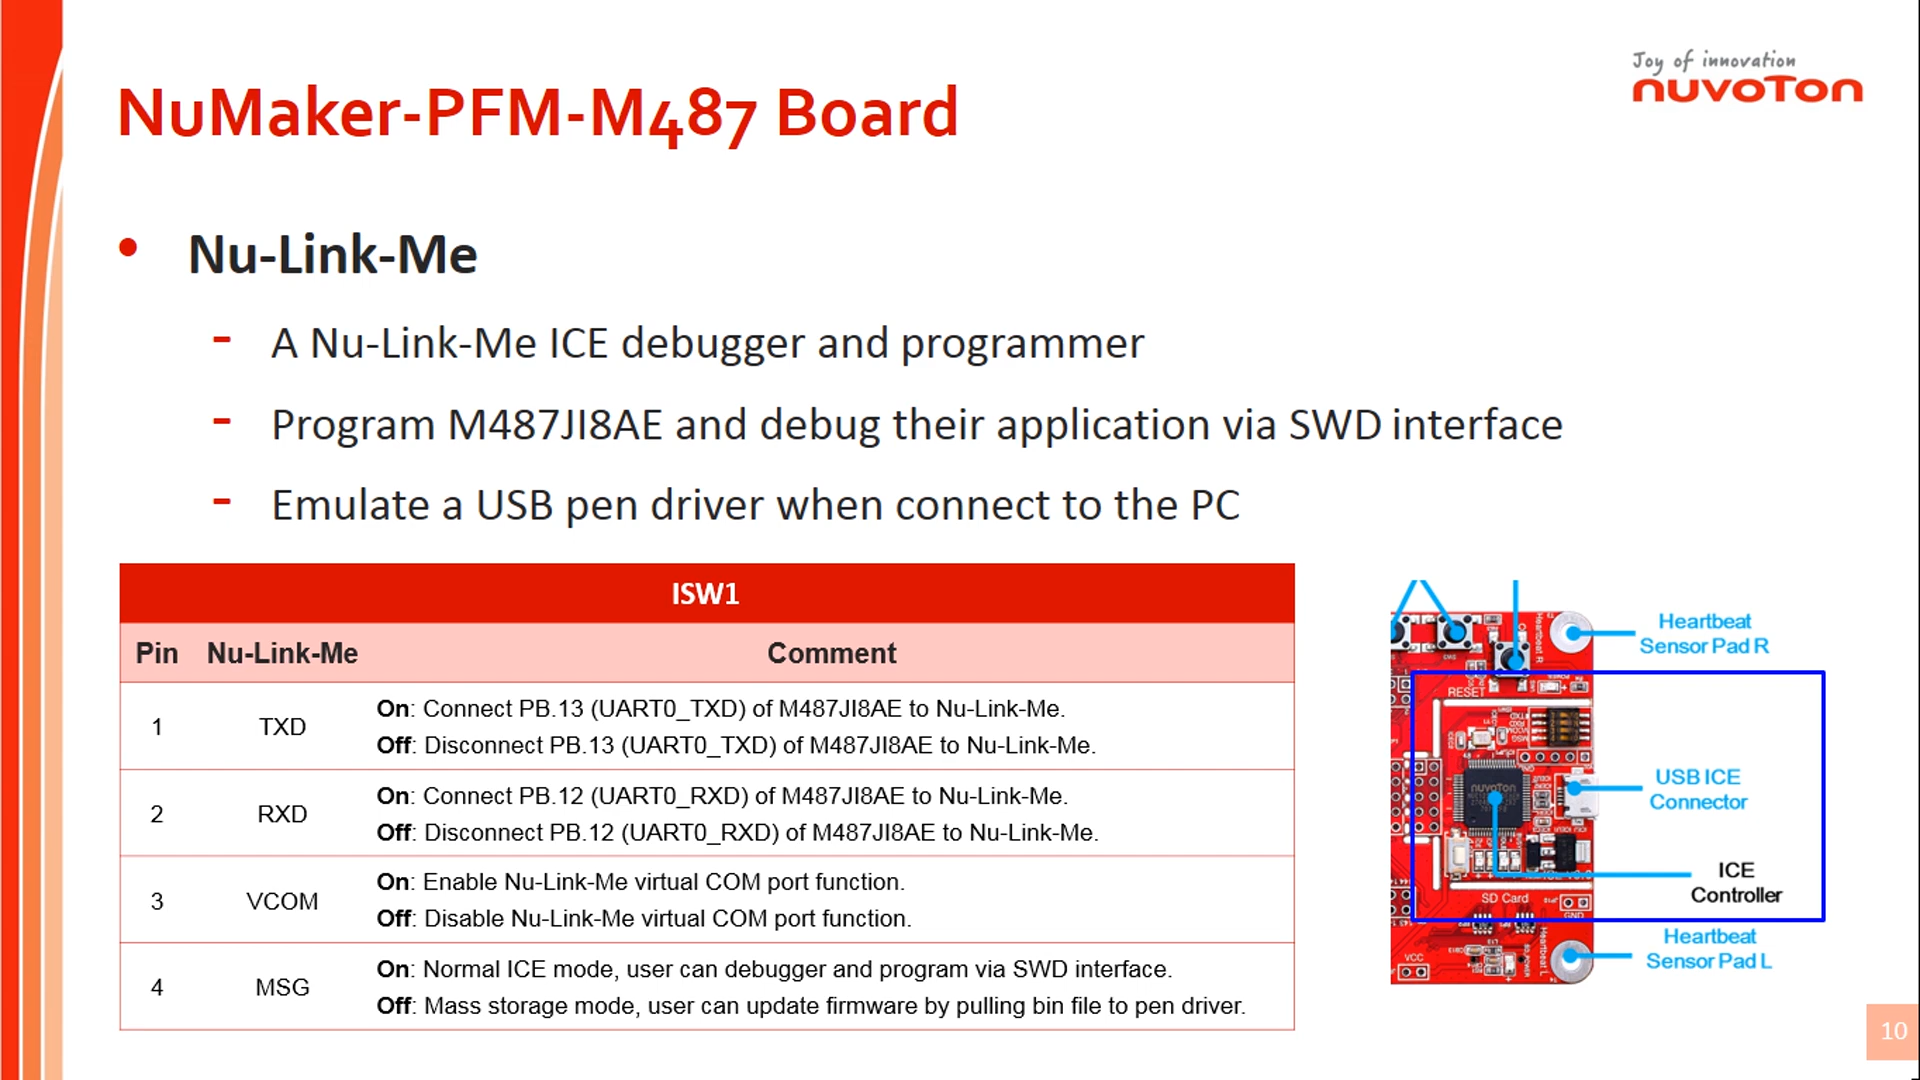 Joy of innovation
nuvoTon
NuMaker-PFM-M487 Board
• Nu-Link-Me
- A Nu-Link-Me ICE debugger and programmer
- Program M487JI8AE and debug their application via SWD interface
- Emulate a USB pen driver when connect to the PC
ISW1
Pin Nu-Link-Me Comment
1 TXD On: Connect PB.13 (UART0_TXD) of M487JI8AE to Nu-Link-Me.
Off: Disconnect PB.13 (UART0_TXD) of M487JI8AE to Nu-Link-Me.
2 RXD On: Connect PB.12 (UART0_RXD) of M487JI8AE to Nu-Link-Me.
Off: Disconnect PB.12 (UART0_RXD) of M487JI8AE to Nu-Link-Me.
3 VCOM On: Enable Nu-Link-Me virtual COM port function.
Off: Disable Nu-Link-Me virtual COM port function.
4 MSG On: Normal ICE mode, user can debugger and program via SWD interface.
Off: Mass storage mode, user can update firmware by pulling bin file to pen driver.
Heartbeat
Sensor Pad R
RESET
nuvoTon
USB ICE
Connector
ICE
Controller
SD Card
GND
Heartbeat
Sensor Pad L
VCC
10